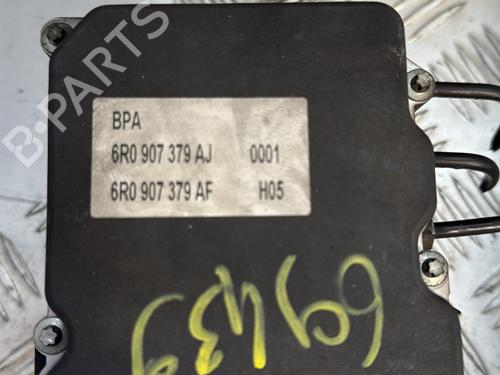 B-PARTS
BPA
6R0 907 379 AJ 0001
6R0 907 379 AF H05
69439